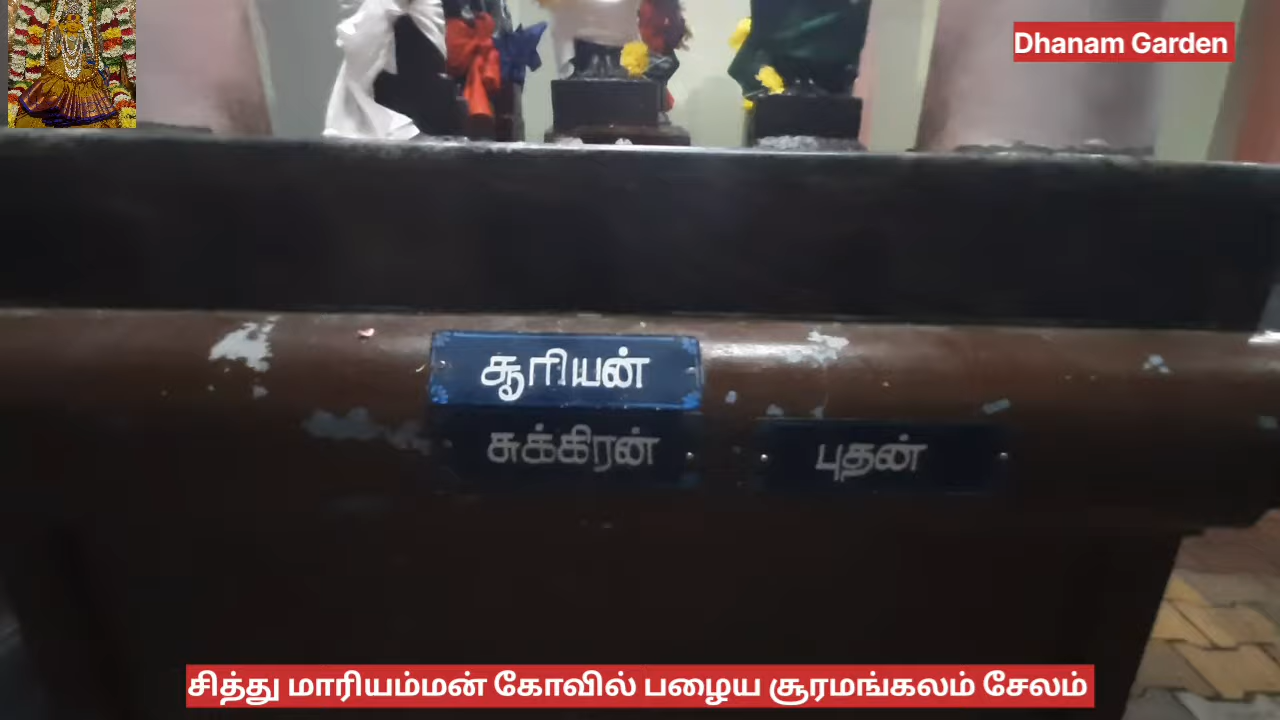 Dhanam Garden
சூரியன்
சுக்கிரன்
புதன்
சித்து மாரியம்மன் கோவில் பழைய சூரமங்கலம் சேலம்